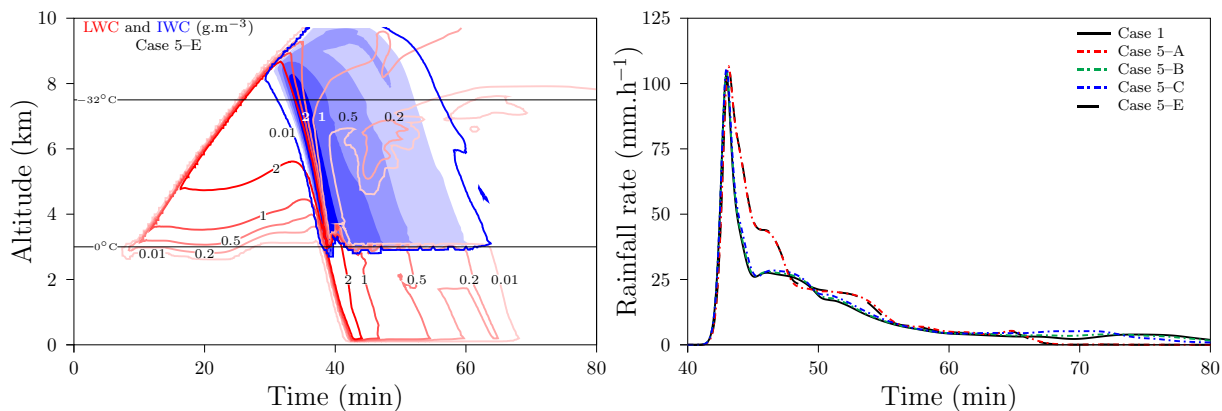 LWC and IWC (g.m−3)
Case 5–E
10
8
6
4
2
0
Altitude (km)
−32°C
0°C
0.01
2
1
0.5
0.2
2
1
0.5
0.2
0.01
0.01
0.2
0.5
1
2
0.01
0 20 40 60 80
Time (min)
125
100
75
50
25
0
Rainfall rate (mm.h−1)
Case 1
Case 5–A
Case 5–B
Case 5–C
Case 5–E
40 50 60 70 80
Time (min)